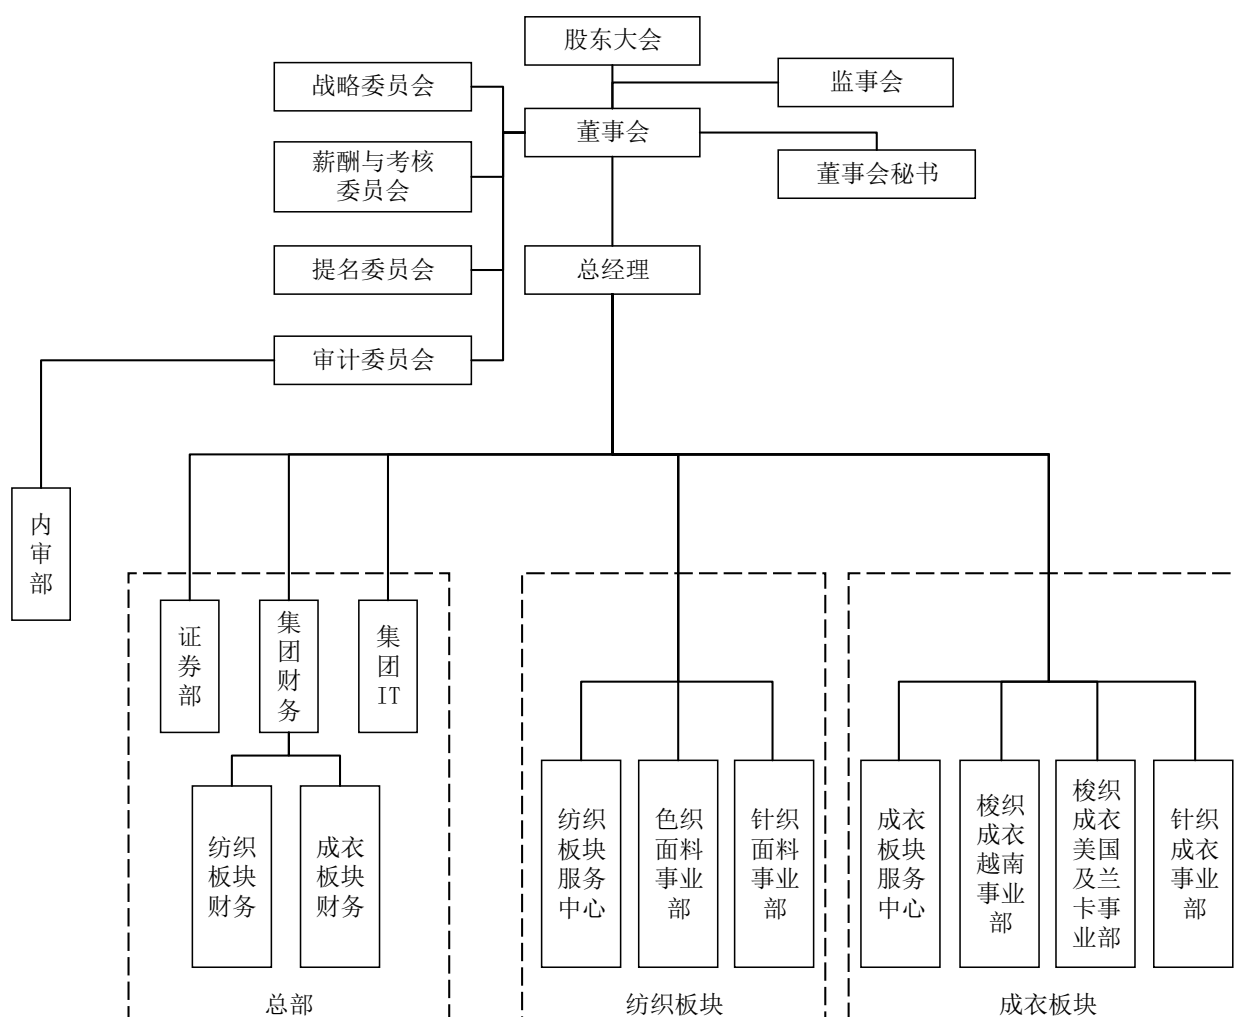 股东大会
战略委员会
监事会
董事会
薪酬与考核
委员会
董事会秘书
提名委员会
总经理
审计委员会
内
审
部
证
券
部
集
团
财
务
集
团
IT
纺织
板块
财务
成衣
板块
财务
纺织
板块
服务
中心
色织
面料
事业
部
针织
面料
事业
部
成衣
板块
服务
中心
梭织
成衣
越南
事业
部
梭织
成衣
美国
及兰
卡事
业部
针织
成衣
事业
部
总部
纺织板块
成衣板块